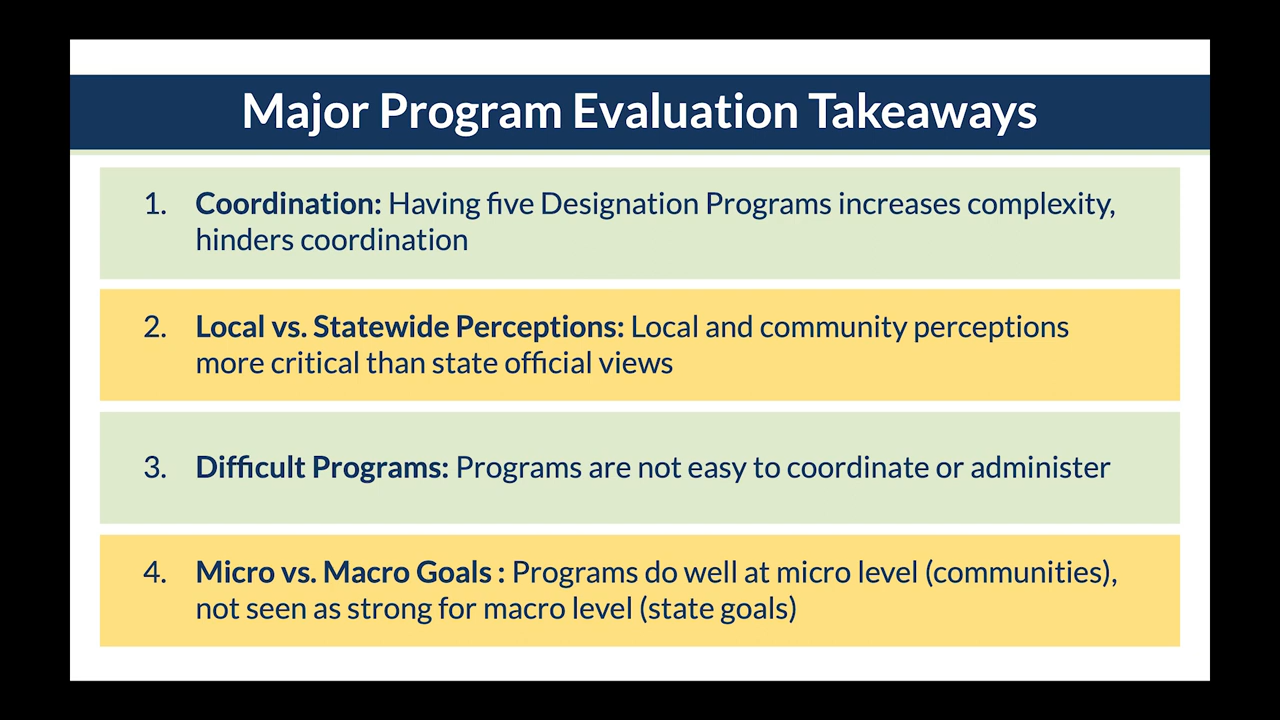 Major Program Evaluation Takeaways
1. Coordination: Having five Designation Programs increases complexity,
hinders coordination
2. Local vs. Statewide Perceptions: Local and community perceptions
more critical than state official views
3. Difficult Programs: Programs are not easy to coordinate or administer
4. Micro vs. Macro Goals : Programs do well at micro level (communities),
not seen as strong for macro level (state goals)